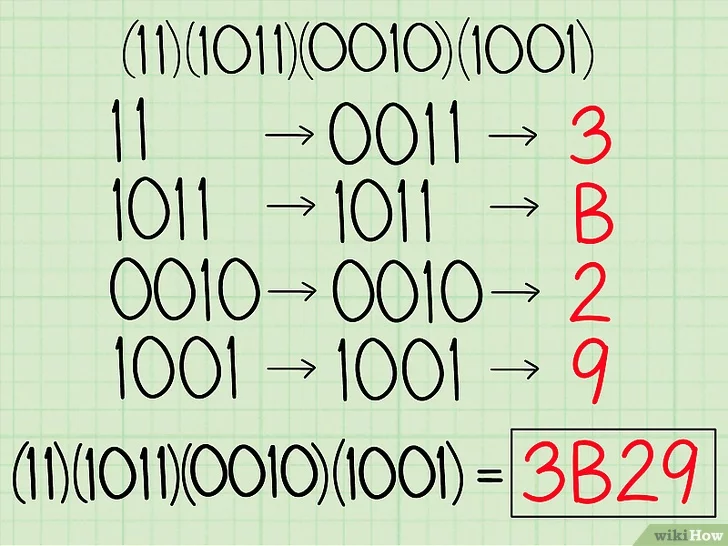 (11)(1011)(0010)(1001)
11 → 0011 → 3
1011 → 1011 → B
0010 → 0010 → 2
1001 → 1001 → 9
(11)(1011)(0010)(1001) = 3B29
wikiHow